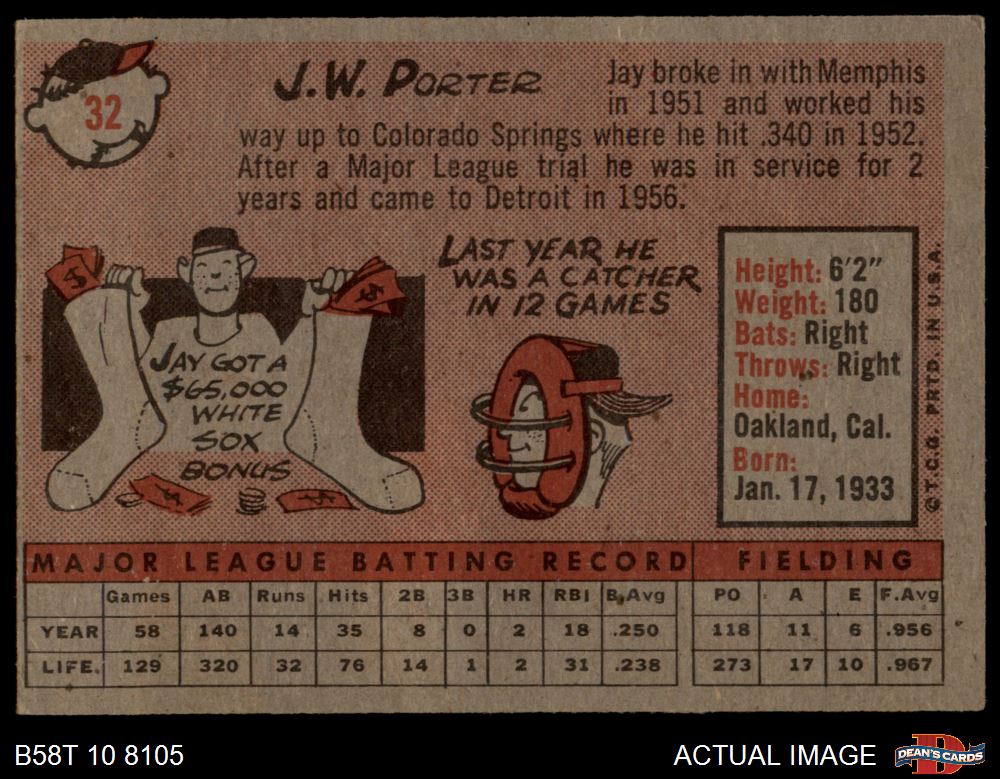 32
J.W. PORTER
Jay broke in with Memphis
in 1951 and worked his
way up to Colorado Springs where he hit .340 in 1952.
After a Major League trial he was in service for 2
years and came to Detroit in 1956.
JAY GOT A
$65,000
WHITE
SOX
BONUS
LAST YEAR HE
WAS A CATCHER
IN 12 GAMES
Height: 6'2"
Weight: 180
Bats: Right
Throws: Right
Home:
Oakland, Cal.
Born:
Jan. 17, 1933
©T.C.G. PRTD. IN U.S.A.
MAJOR LEAGUE BATTING RECORD FIELDING
Games AB Runs Hits 2B 3B HR RBI B.Avg PO A E F.Avg
YEAR 58 140 14 35 8 0 2 18 .250 118 11 6 .956
LIFE. 129 320 32 76 14 1 2 31 .238 273 17 10 .967
B58T 10 8105
ACTUAL IMAGE
DEAN'S CARDS